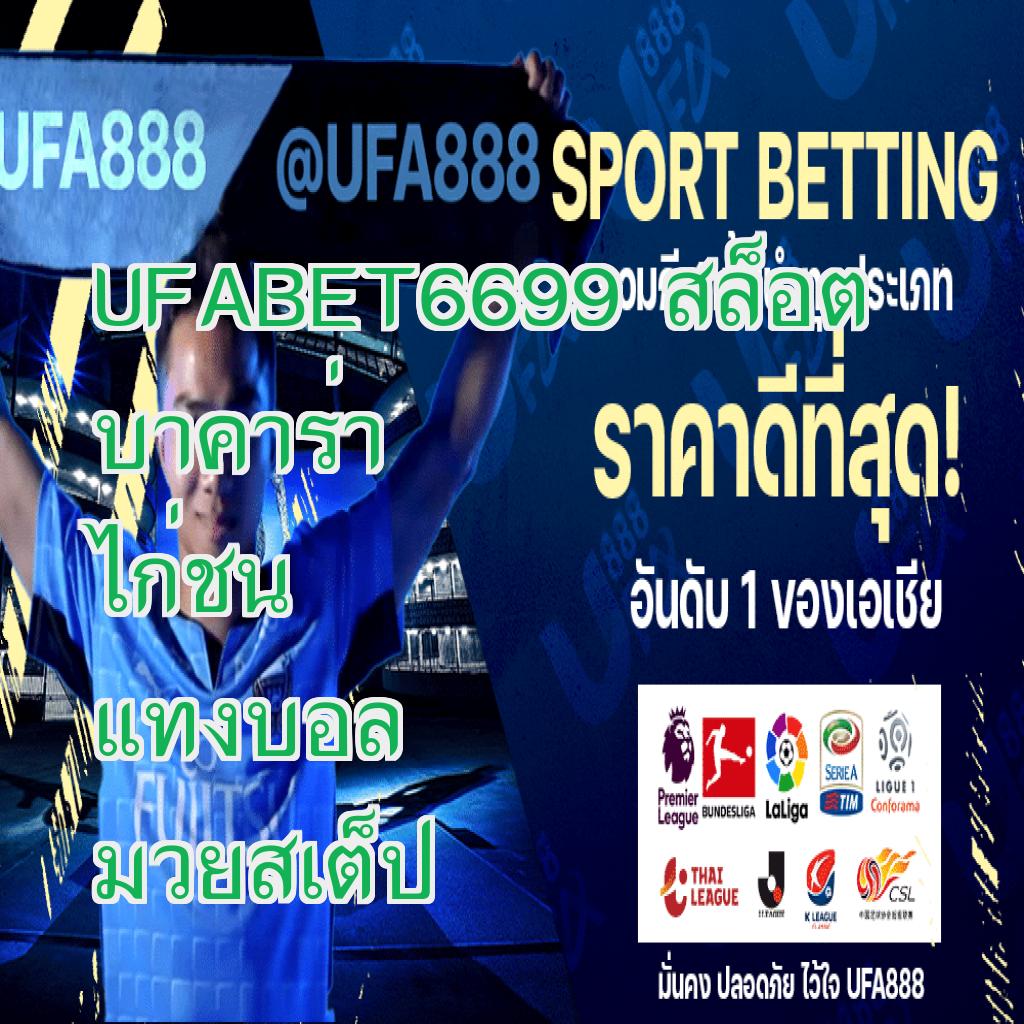 UFA888
@UFA888
SPORT BETTING
UFABET6699 สล็อต
บาคาร่า
ราคาดีที่สุด!
ไก่ชน
อันดับ 1 ของเอเชีย
แทงบอล
FUJITS
มวยสเต็ป
Premier League
BUNDESLIGA
LaLiga
SERIE A
TIM
LIGUE 1
Conforama
THAI LEAGUE
J.LEAGUE
K LEAGUE
CSL
มั่นคง ปลอดภัย ไว้ใจ UFA888